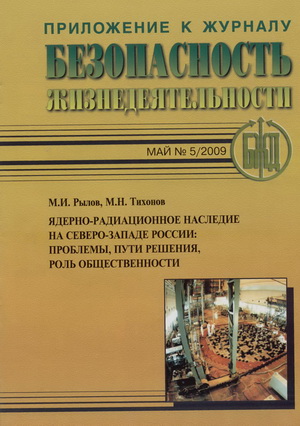 ПРИЛОЖЕНИЕ К ЖУРНАЛУ
БЕЗОПАСНОСТЬ
ЖИЗНЕДЕЯТЕЛЬНОСТИ
МАЙ № 5/2009
БЖД
М.И. Рылов, М.Н. Тихонов
ЯДЕРНО-РАДИАЦИОННОЕ НАСЛЕДИЕ
НА СЕВЕРО-ЗАПАДЕ РОССИИ:
ПРОБЛЕМЫ, ПУТИ РЕШЕНИЯ,
РОЛЬ ОБЩЕСТВЕННОСТИ